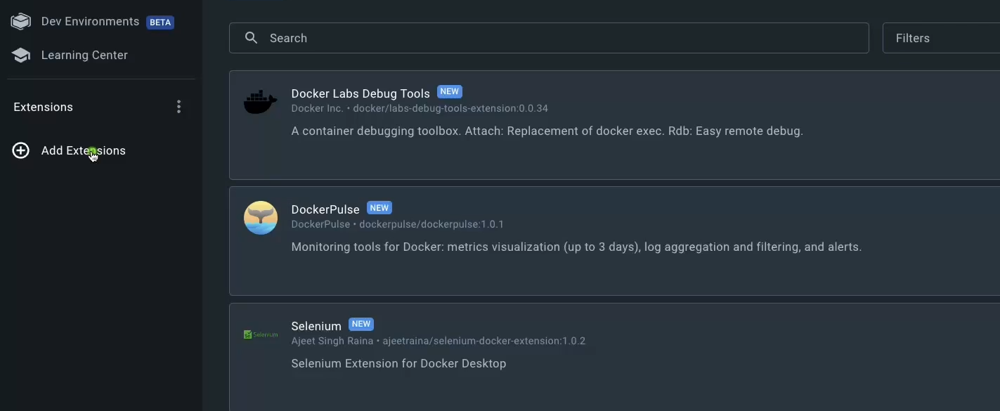 Dev Environments BETA
Learning Center
Extensions
Add Extensions
Search
Filters
Docker Labs Debug Tools NEW
Docker Inc. • docker/labs-debug-tools-extension:0.0.34
A container debugging toolbox. Attach: Replacement of docker exec. Rdb: Easy remote debug.
DockerPulse NEW
DockerPulse • dockerpulse/dockerpulse:1.0.1
Monitoring tools for Docker: metrics visualization (up to 3 days), log aggregation and filtering, and alerts.
Selenium
Selenium NEW
Ajeet Singh Raina • ajeetraina/selenium-docker-extension:1.0.2
Selenium Extension for Docker Desktop